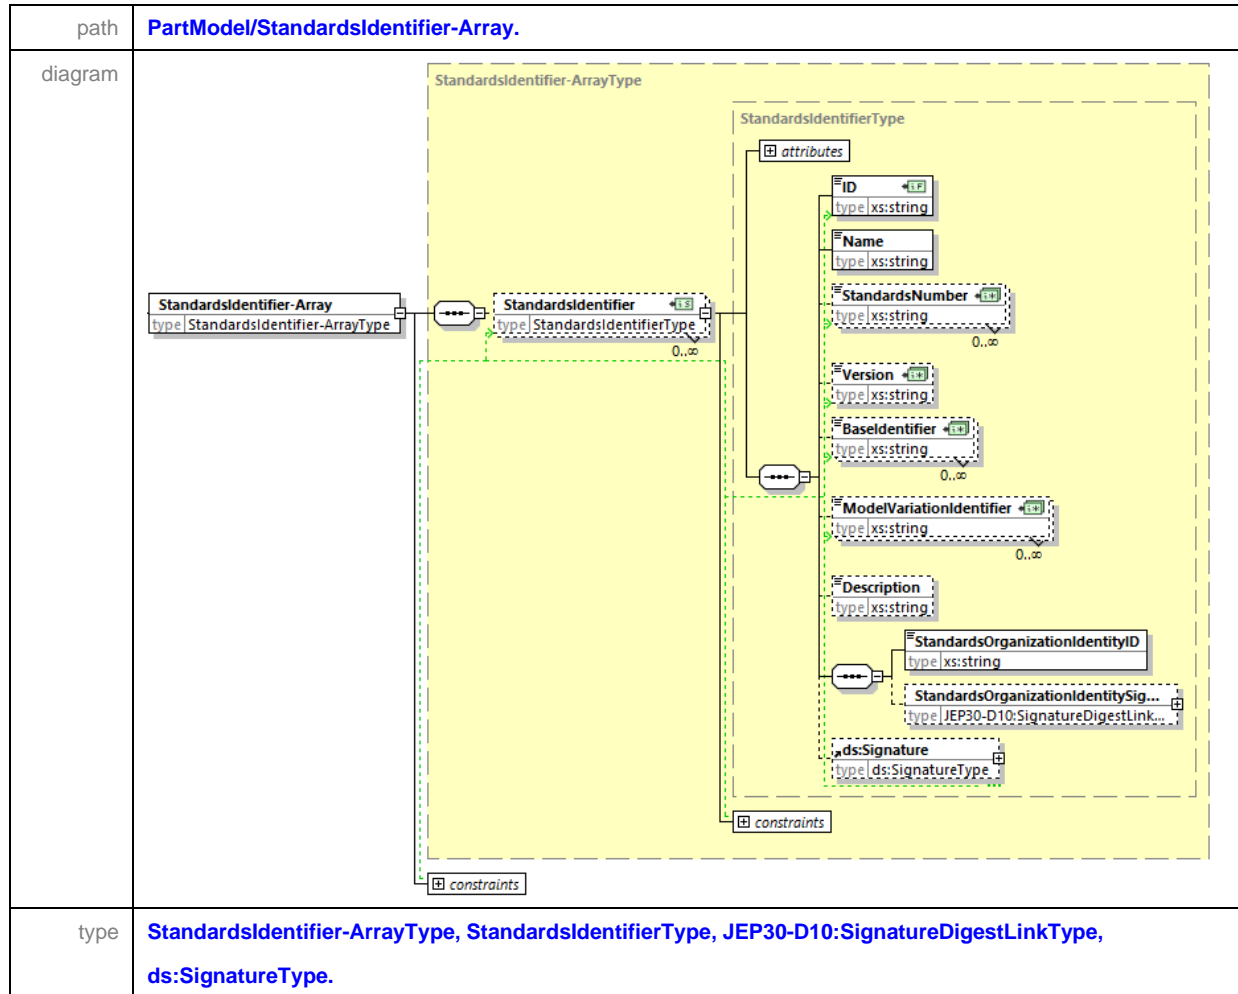 path
PartModel/StandardsIdentifier-Array.
diagram
StandardsIdentifier-ArrayType
StandardsIdentifierType
attributes
ID
type xs:string
Name
type xs:string
StandardsIdentifier-Array
type StandardsIdentifier-ArrayType
StandardsIdentifier
type StandardsIdentifierType
0..∞
StandardsNumber
type xs:string
0..∞
Version
type xs:string
BaseIdentifier
type xs:string
0..∞
ModelVariationIdentifier
type xs:string
0..∞
Description
type xs:string
StandardsOrganizationIdentityID
type xs:string
StandardsOrganizationIdentitySig...
type JEP30-D10:SignatureDigestLink...
ds:Signature
type ds:SignatureType
constraints
constraints
type
StandardsIdentifier-ArrayType, StandardsIdentifierType, JEP30-D10:SignatureDigestLinkType,
ds:SignatureType.